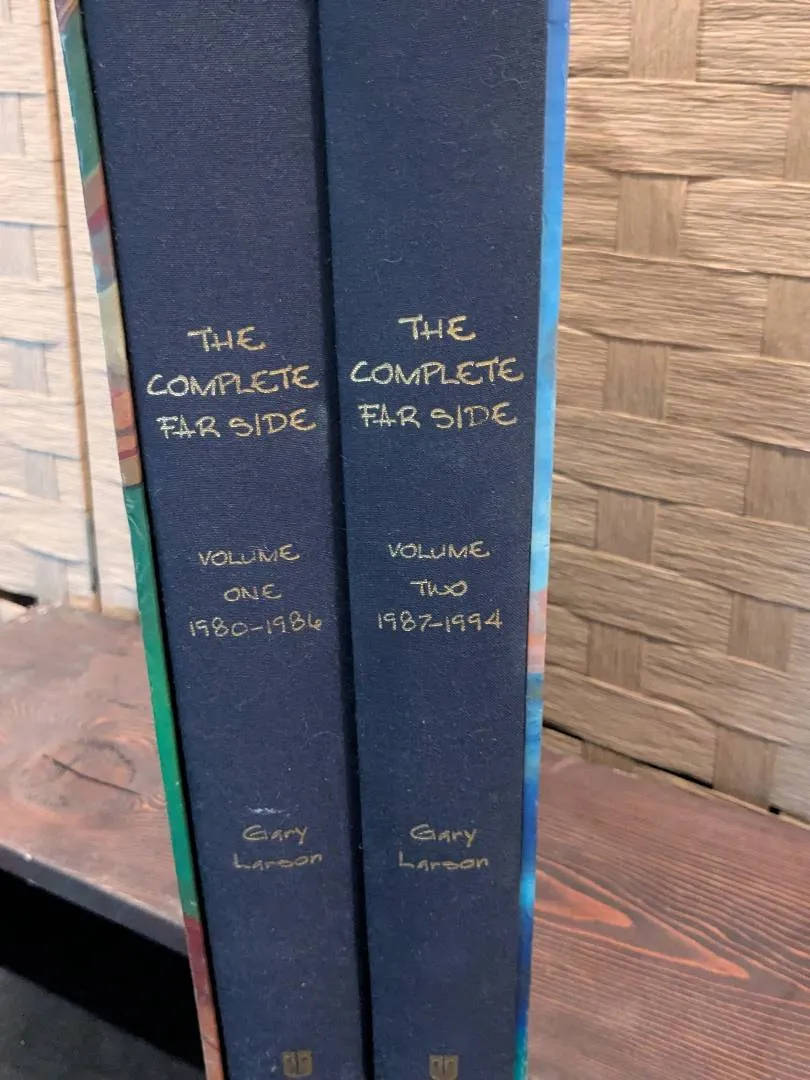 THE
COMPLETE
FAR SIDE
VOLUME
ONE
1980-1986
Gary
Larson
THE
COMPLETE
FAR SIDE
VOLUME
TWO
1987-1994
Gary
Larson